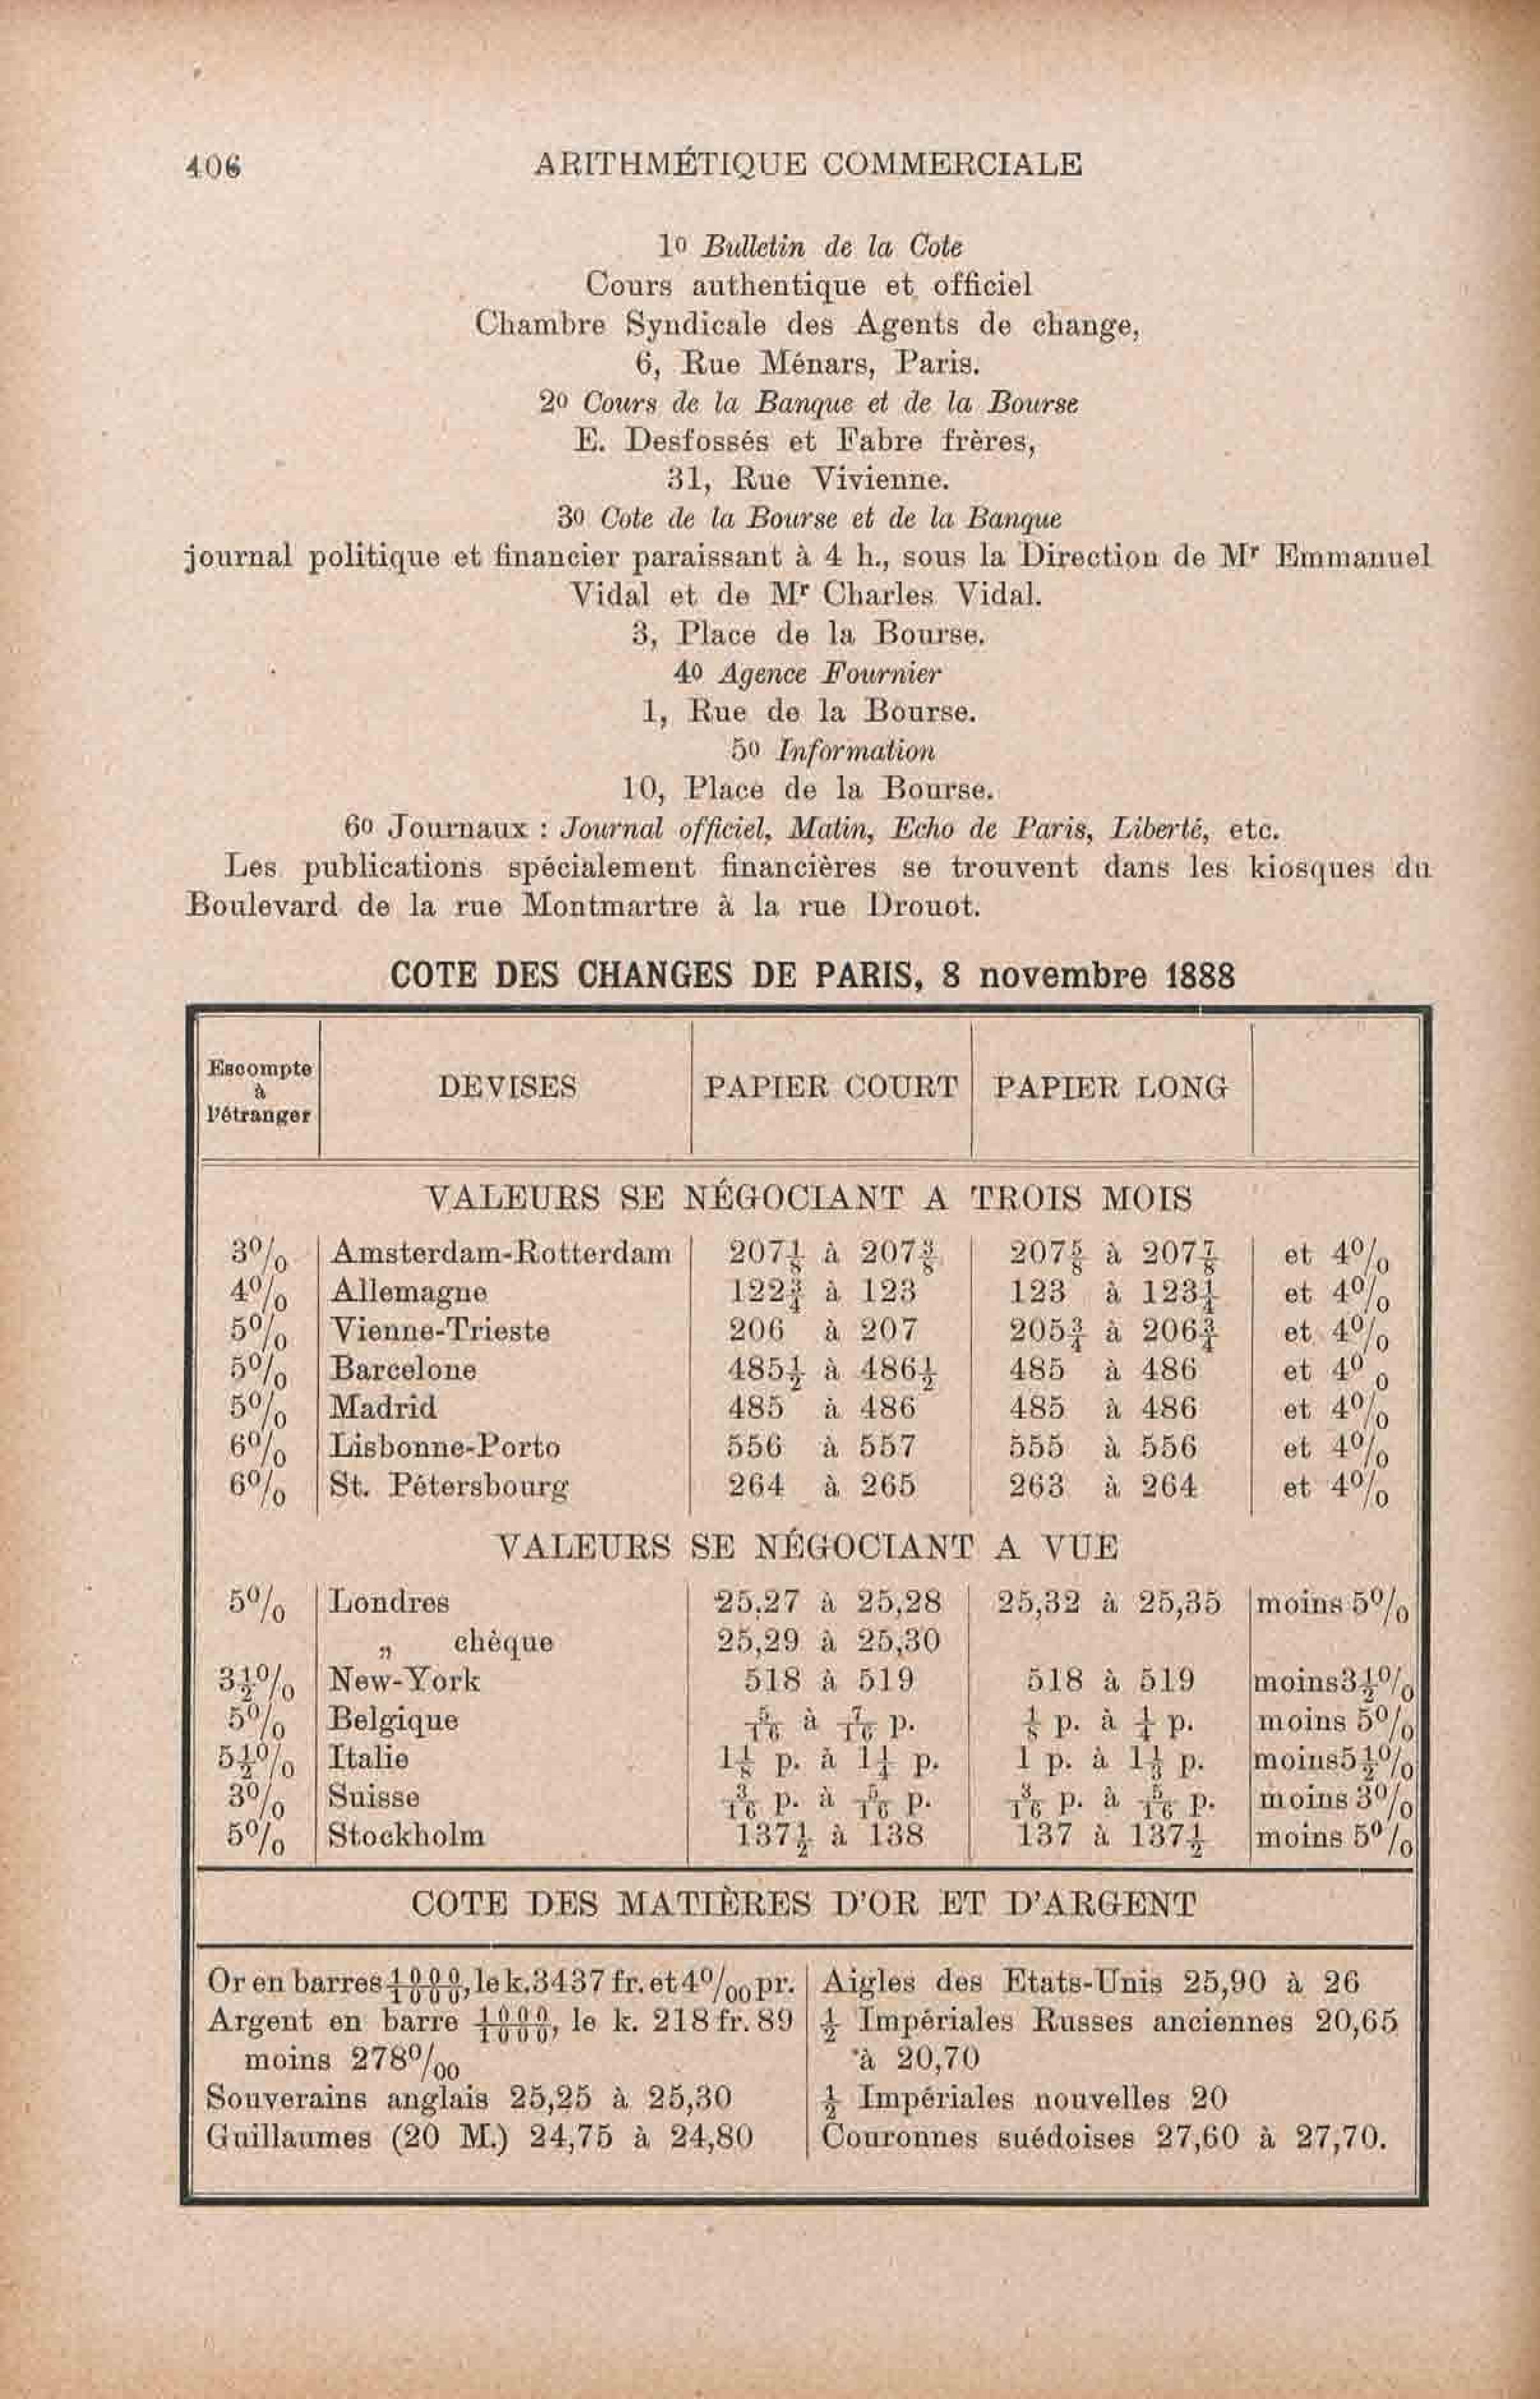 406 ARITHMÉTIQUE COMMERCIALE
1º Bulletin de la Cote
Cours authentique et officiel
Chambre Syndicale des Agents de change,
6, Rue Ménars, Paris.
2º Cours de la Banque et de la Bourse
E. Desfossés et Fabre frères,
31, Rue Vivienne.
3º Cote de la Bourse et de la Banque
journal politique et financier paraissant à 4 h., sous la Direction de Mʳ Emmanuel
Vidal et de Mʳ Charles Vidal.
3, Place de la Bourse.
4º Agence Fournier
1, Rue de la Bourse.
5º Information
10, Place de la Bourse.
6º Journaux : Journal officiel, Matin, Echo de Paris, Liberté, etc.
Les publications spécialement financières se trouvent dans les kiosques du
Boulevard de la rue Montmartre à la rue Drouot.
COTE DES CHANGES DE PARIS, 8 novembre 1888
Escompte à l'étranger DEVISES PAPIER COURT PAPIER LONG
VALEURS SE NÉGOCIANT A TROIS MOIS
3% Amsterdam-Rotterdam 207⅛ à 207⅜ 207⅝ à 207⅞ et 4%
4% Allemagne 122¾ à 123 123 à 123¼ et 4%
5% Vienne-Trieste 206 à 207 205¾ à 206¾ et 4%
5% Barcelone 485½ à 486½ 485 à 486 et 4%
5% Madrid 485 à 486 485 à 486 et 4%
6% Lisbonne-Porto 556 à 557 555 à 556 et 4%
6% St. Pétersbourg 264 à 265 263 à 264 et 4%
VALEURS SE NÉGOCIANT A VUE
5% Londres 25,27 à 25,28 25,32 à 25,35 moins 5%
„ chèque 25,29 à 25,30
3½% New-York 518 à 519 518 à 519 moins 3½%
5% Belgique 5/16 à 7/16 p. ⅛ p. à ¼ p. moins 5%
5½% Italie 1⅛ p. à 1¼ p. 1 p. à 1⅓ p. moins 5½%
3% Suisse 3/16 p. à 5/16 p. 3/16 p. à 5/16 p. moins 3%
5% Stockholm 137½ à 138 137 à 137½ moins 5%
COTE DES MATIÈRES D'OR ET D'ARGENT
Or en barres 1000/1000, le k. 3437 fr. et 4‰ pr.
Argent en barre 1000/1000, le k. 218 fr. 89
moins 278‰
Souverains anglais 25,25 à 25,30
Guillaumes (20 M.) 24,75 à 24,80
Aigles des Etats-Unis 25,90 à 26
½ Impériales Russes anciennes 20,65
à 20,70
½ Impériales nouvelles 20
Couronnes suédoises 27,60 à 27,70.